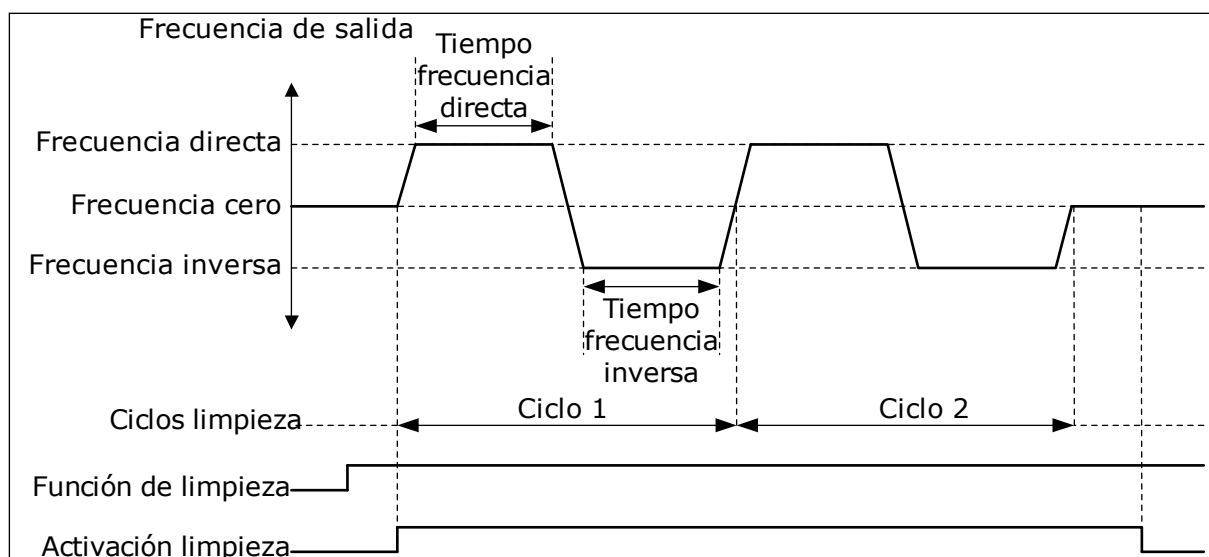 Frecuencia de salida
Tiempo
frecuencia
directa
Frecuencia directa
Frecuencia cero
Frecuencia inversa
Tiempo
frecuencia
inversa
Ciclos limpieza
Ciclo 1
Ciclo 2
Función de limpieza
Activación limpieza